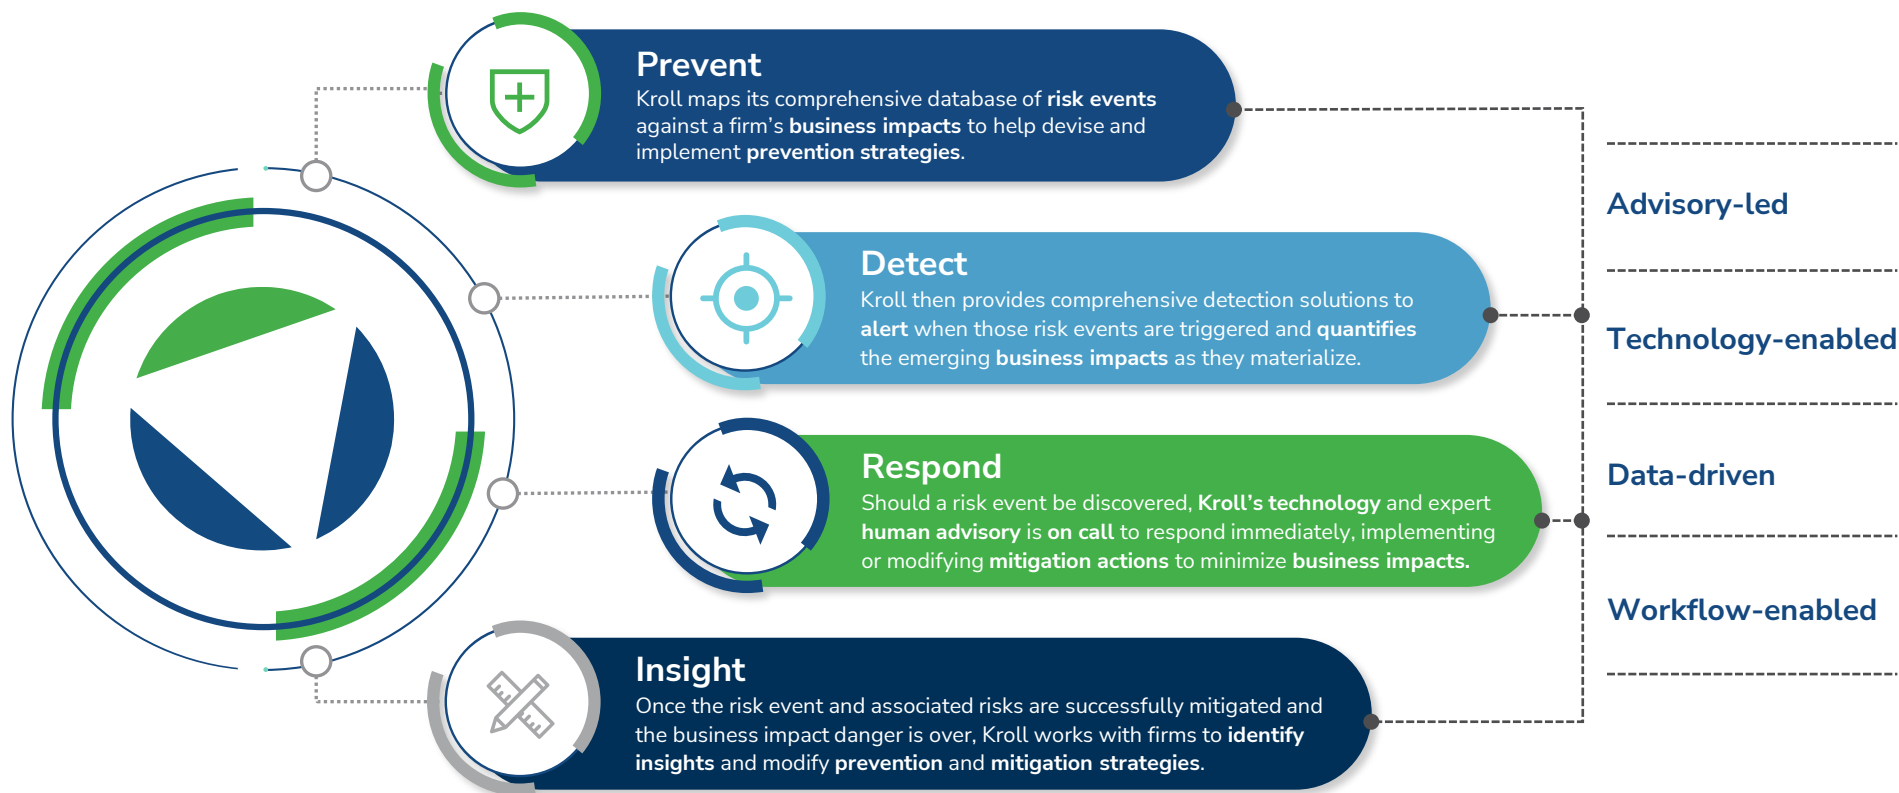 Prevent
Kroll maps its comprehensive database of risk events
against a firm’s business impacts to help devise and
implement prevention strategies.
Detect
Kroll then provides comprehensive detection solutions to
alert when those risk events are triggered and quantifies
the emerging business impacts as they materialize.
Respond
Should a risk event be discovered, Kroll’s technology and expert
human advisory is on call to respond immediately, implementing
or modifying mitigation actions to minimize business impacts.
Insight
Once the risk event and associated risks are successfully mitigated and
the business impact danger is over, Kroll works with firms to identify
insights and modify prevention and mitigation strategies.
Advisory-led
Technology-enabled
Data-driven
Workflow-enabled